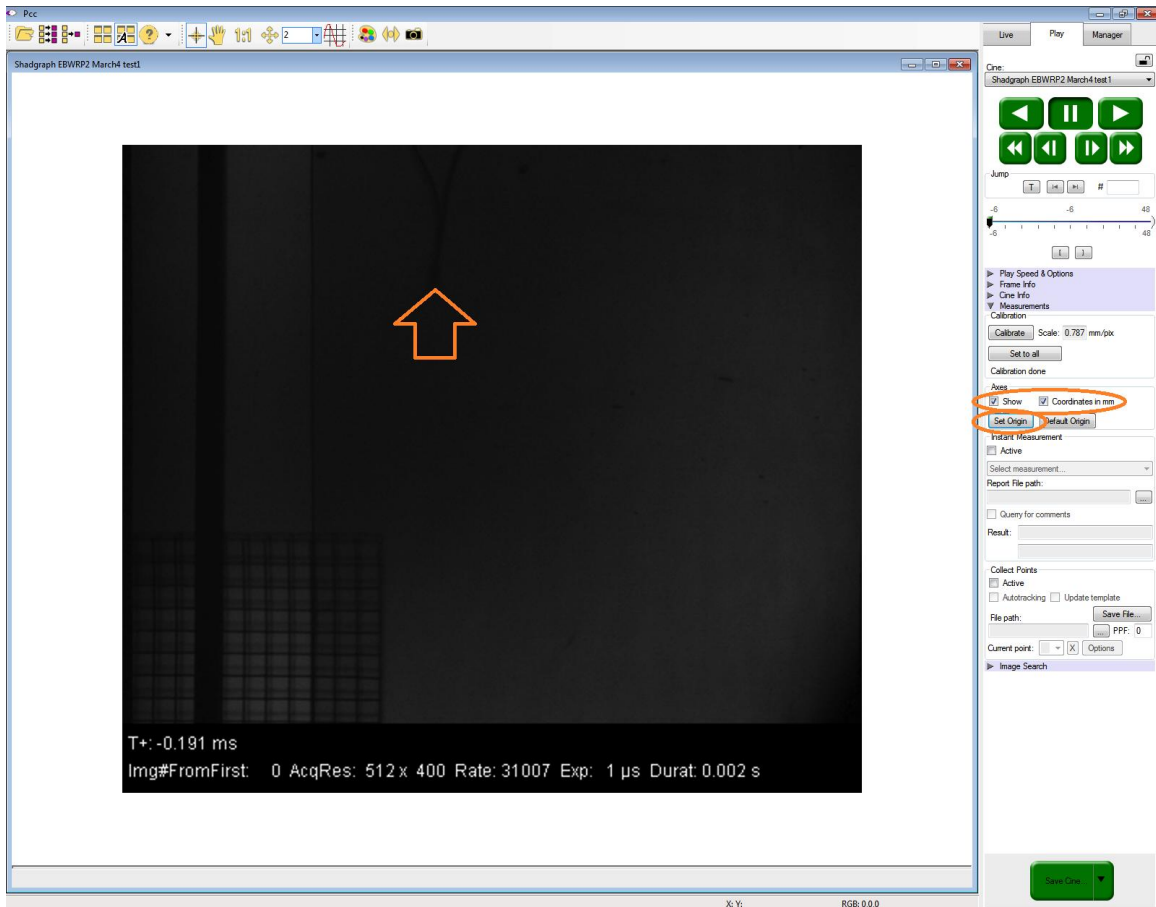 Pcc
1:1
2
Shadgraph EBWRP2 March4 test1
T+: -0.191 ms
Img#FromFirst: 0 AcqRes: 512 x 400 Rate: 31007 Exp: 1 µs Durat: 0.002 s
X: Y:
RGB: 0,0,0
Live
Play
Manager
Cine:
Shadgraph EBWRP2 March4 test1
Jump
T
#
-6 -6 48
-6 48
[ ]
Play Speed & Options
Frame Info
Cine Info
Measurements
Calibration
Calibrate Scale: 0.787 mm/pix
Set to all
Calibration done
Axes
Show Coordinates in mm
Set Origin Default Origin
Instant Measurement
Active
Select measurement...
Report File path:
...
Querry for comments
Result:
Collect Points
Active
Autotracking Update template
Save File...
File path:
... PPF: 0
Current point: X Options
Image Search
Save Cine...